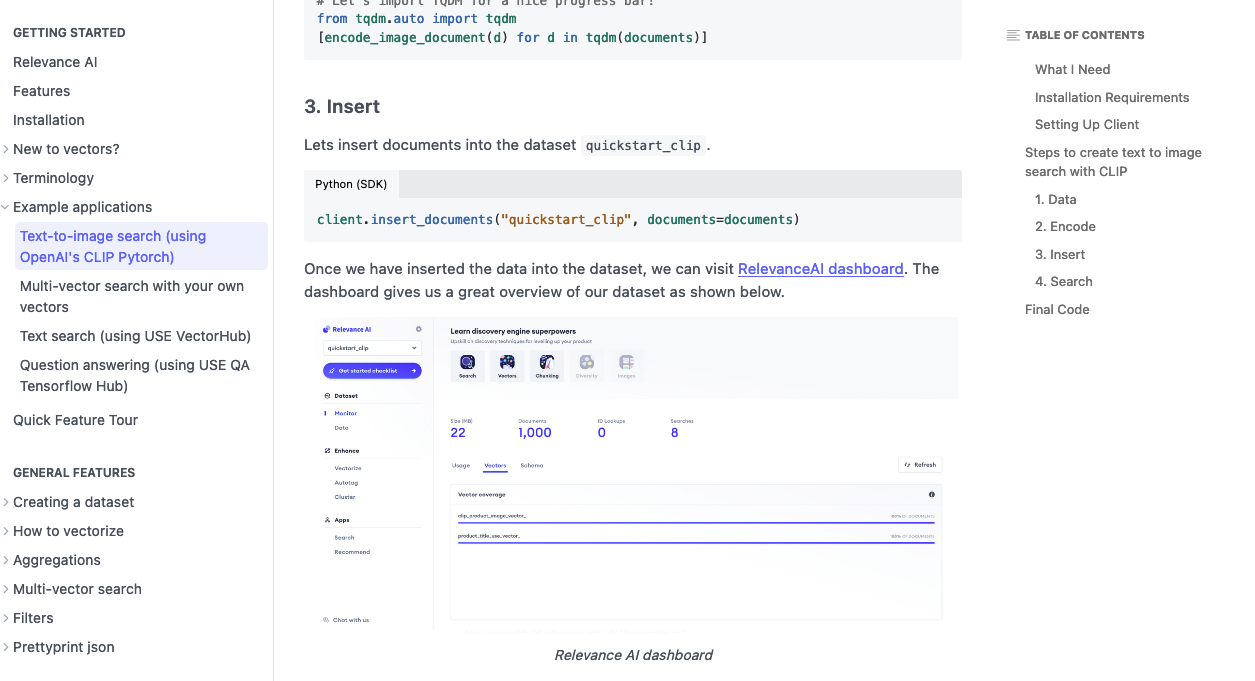 GETTING STARTED
Relevance AI
Features
Installation
New to vectors?
Terminology
Example applications
Text-to-image search (using
OpenAI's CLIP Pytorch)
Multi-vector search with your own
vectors
Text search (using USE VectorHub)
Question answering (using USE QA
Tensorflow Hub)
Quick Feature Tour
GENERAL FEATURES
Creating a dataset
How to vectorize
Aggregations
Multi-vector search
Filters
Prettyprint json
# Let's import TQDM for a nice progress bar!
from tqdm.auto import tqdm
[encode_image_document(d) for d in tqdm(documents)]
3. Insert
Lets insert documents into the dataset quickstart_clip.
Python (SDK)
client.insert_documents("quickstart_clip", documents=documents)
Once we have inserted the data into the dataset, we can visit RelevanceAI dashboard. The
dashboard gives us a great overview of our dataset as shown below.
Relevance AI
quickstart_clip
Get started checklist
Dataset
Monitor
Data
Enhance
Vectorize
Autotag
Cluster
Apps
Search
Recommend
Chat with us
Learn discovery engine superpowers
Upskill on discovery techniques for levelling up your product
Search
Vectors
Chunking
Diversity
Images
Size (MB)
22
Documents
1,000
ID Lookups
0
Searches
8
Usage
Vectors
Schema
Refresh
Vector coverage
clip_product_image_vector_
100% OF DOCUMENTS
product_title_use_vector_
100% OF DOCUMENTS
Relevance AI dashboard
TABLE OF CONTENTS
What I Need
Installation Requirements
Setting Up Client
Steps to create text to image
search with CLIP
1. Data
2. Encode
3. Insert
4. Search
Final Code